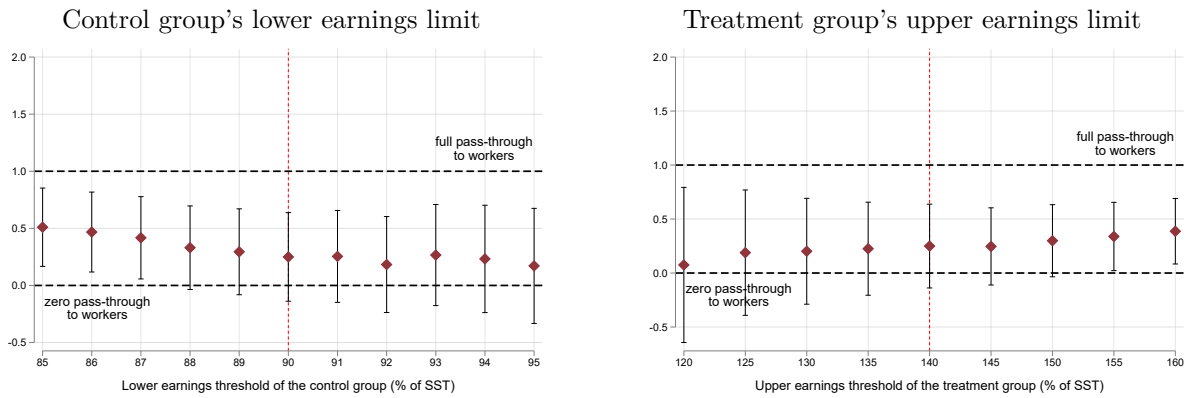 Control group's lower earnings limit
2.0
1.5
full pass-through
to workers
1.0
0.5
0.0
zero pass-through
to workers
-0.5
85 86 87 88 89 90 91 92 93 94 95
Lower earnings threshold of the control group (% of SST)
Treatment group's upper earnings limit
2.0
1.5
full pass-through
to workers
1.0
0.5
0.0
zero pass-through
to workers
-0.5
120 125 130 135 140 145 150 155 160
Upper earnings threshold of the treatment group (% of SST)